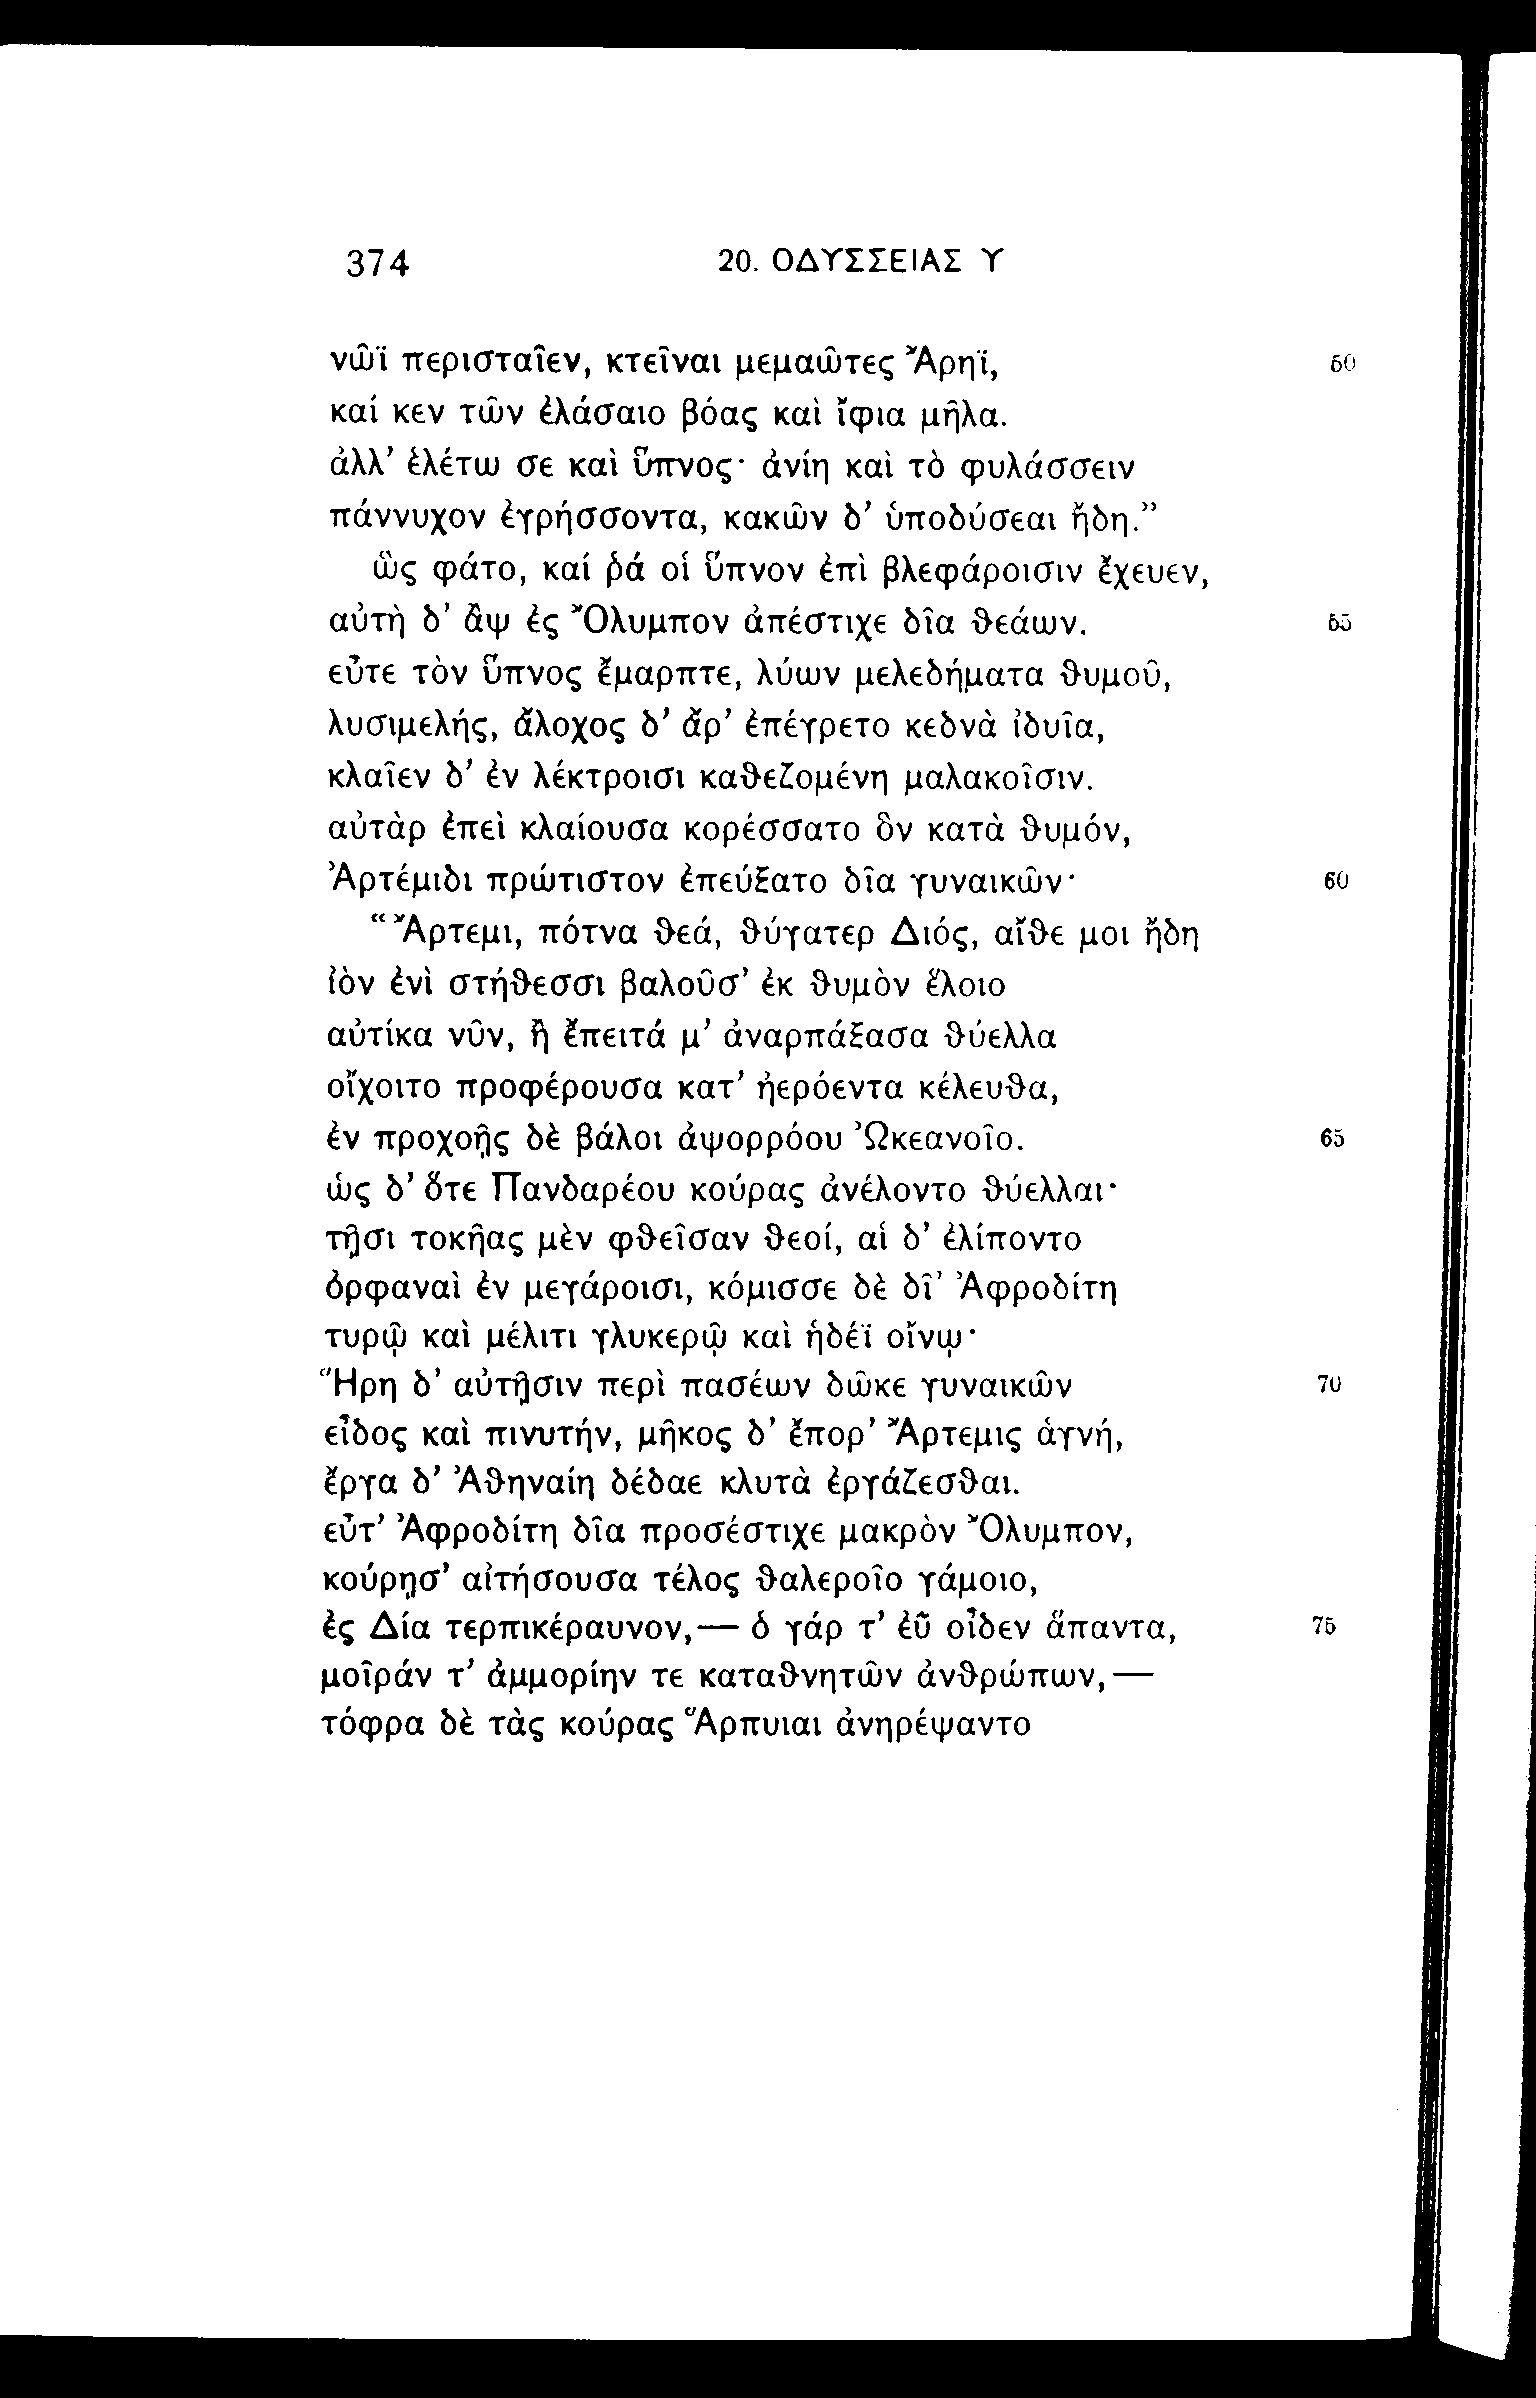 374 20. ΟΔΥΣΣΕΙΑΣ Υ
νῶϊ περισταῖεν, κτεῖναι μεμαῶτες Ἄρηϊ, 50
καί κεν τῶν ἐλάσαιο βόας καὶ ἴφια μῆλα.
ἀλλ’ ἑλέτω σε καὶ ὕπνος· ἀνίη καὶ τὸ φυλάσσειν
πάννυχον ἐγρήσσοντα, κακῶν δ’ ὑποδύσεαι ἤδη.”
ὣς φάτο, καί ῥά οἱ ὕπνον ἐπὶ βλεφάροισιν ἔχευεν,
αὐτὴ δ’ ἂψ ἐς Ὄλυμπον ἀπέστιχε δῖα θεάων. 55
εὖτε τὸν ὕπνος ἔμαρπτε, λύων μελεδήματα θυμοῦ,
λυσιμελής, ἄλοχος δ’ ἄρ’ ἐπέγρετο κεδνὰ ἰδυῖα,
κλαῖεν δ’ ἐν λέκτροισι καθεζομένη μαλακοῖσιν.
αὐτὰρ ἐπεὶ κλαίουσα κορέσσατο ὃν κατὰ θυμόν,
Ἀρτέμιδι πρώτιστον ἐπεύξατο δῖα γυναικῶν· 60
“Ἄρτεμι, πότνα θεά, θύγατερ Διός, αἴθε μοι ἤδη
ἰὸν ἐνὶ στήθεσσι βαλοῦσ’ ἐκ θυμὸν ἕλοιο
αὐτίκα νῦν, ἢ ἔπειτά μ’ ἀναρπάξασα θύελλα
οἴχοιτο προφέρουσα κατ’ ἠερόεντα κέλευθα,
ἐν προχοῇς δὲ βάλοι ἀψορρόου Ὠκεανοῖο. 65
ὡς δ’ ὅτε Πανδαρέου κούρας ἀνέλοντο θύελλαι·
τῇσι τοκῆας μὲν φθεῖσαν θεοί, αἱ δ’ ἐλίποντο
ὀρφαναὶ ἐν μεγάροισι, κόμισσε δὲ δῖ’ Ἀφροδίτη
τυρῷ καὶ μέλιτι γλυκερῷ καὶ ἡδέϊ οἴνῳ·
Ἥρη δ’ αὐτῇσιν περὶ πασέων δῶκε γυναικῶν 70
εἶδος καὶ πινυτήν, μῆκος δ’ ἔπορ’ Ἄρτεμις ἁγνή,
ἔργα δ’ Ἀθηναίη δέδαε κλυτὰ ἐργάζεσθαι.
εὖτ’ Ἀφροδίτη δῖα προσέστιχε μακρὸν Ὄλυμπον,
κούρῃσ’ αἰτήσουσα τέλος θαλεροῖο γάμοιο,
ἐς Δία τερπικέραυνον,— ὁ γάρ τ’ ἐῢ οἶδεν ἅπαντα, 75
μοῖράν τ’ ἀμμορίην τε καταθνητῶν ἀνθρώπων,—
τόφρα δὲ τὰς κούρας Ἅρπυιαι ἀνηρέψαντο